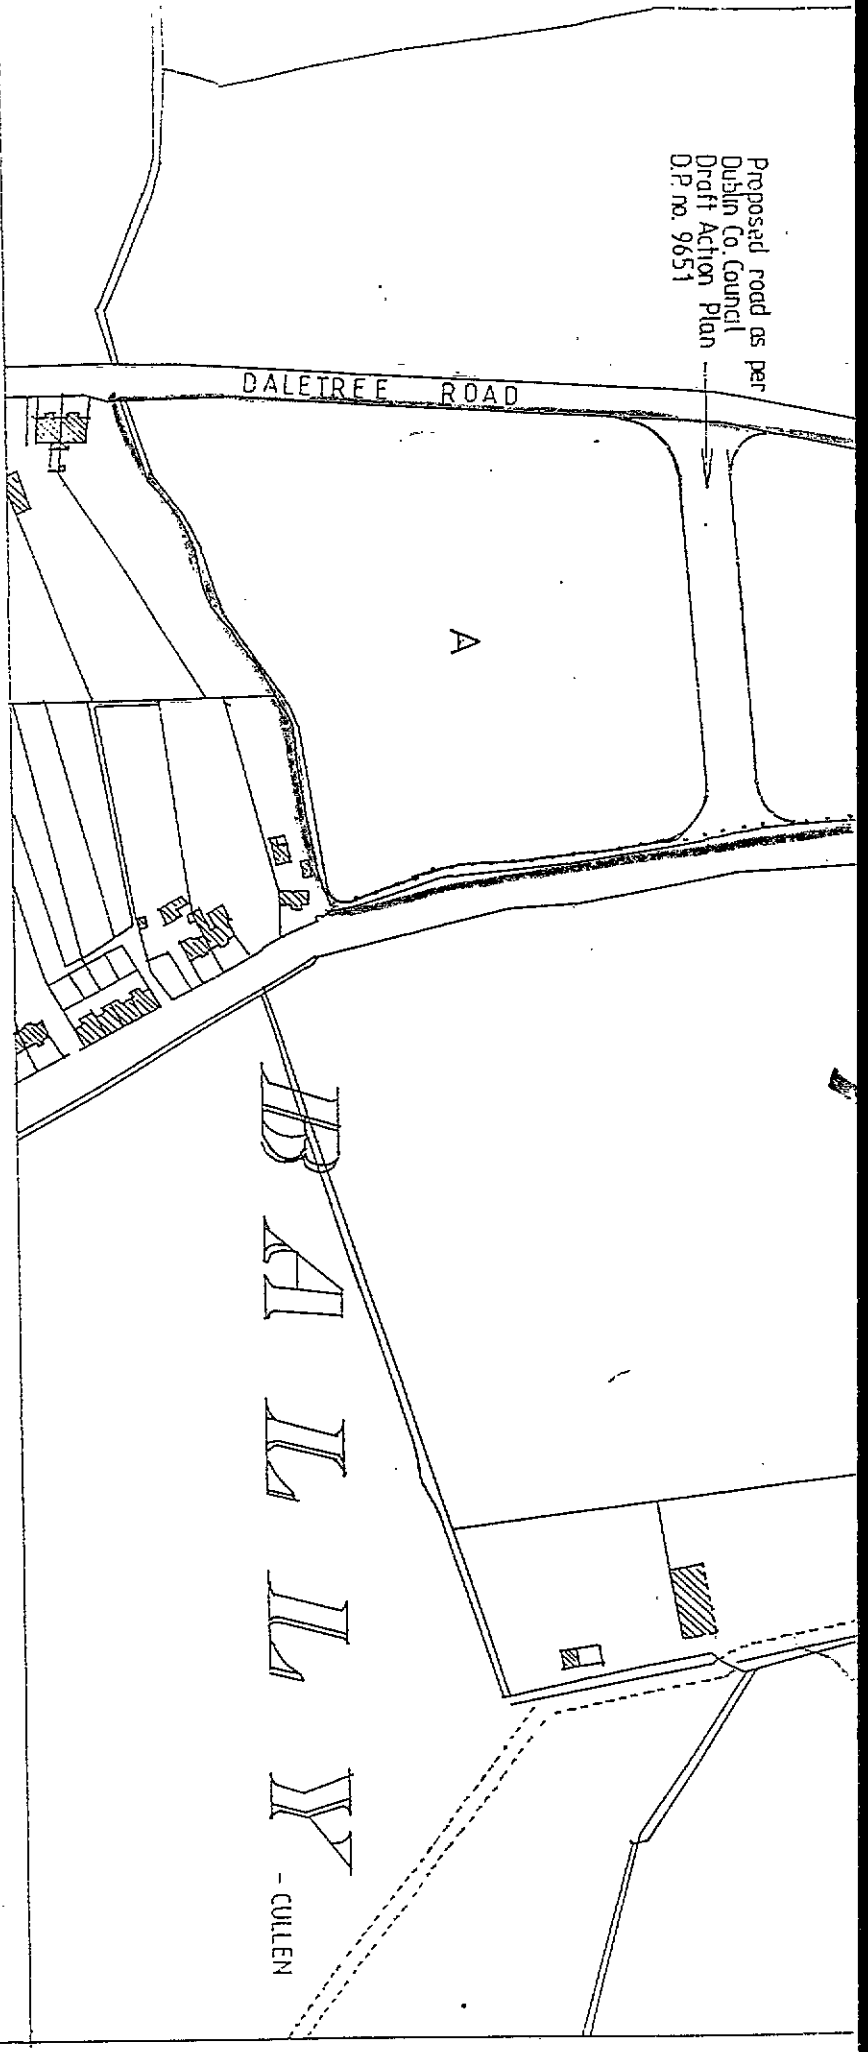 Proposed road as per
Dublin Co. Council
Draft Action Plan
D.P. no. 9651
DALETREE ROAD
A
BALLY
- CULLEN